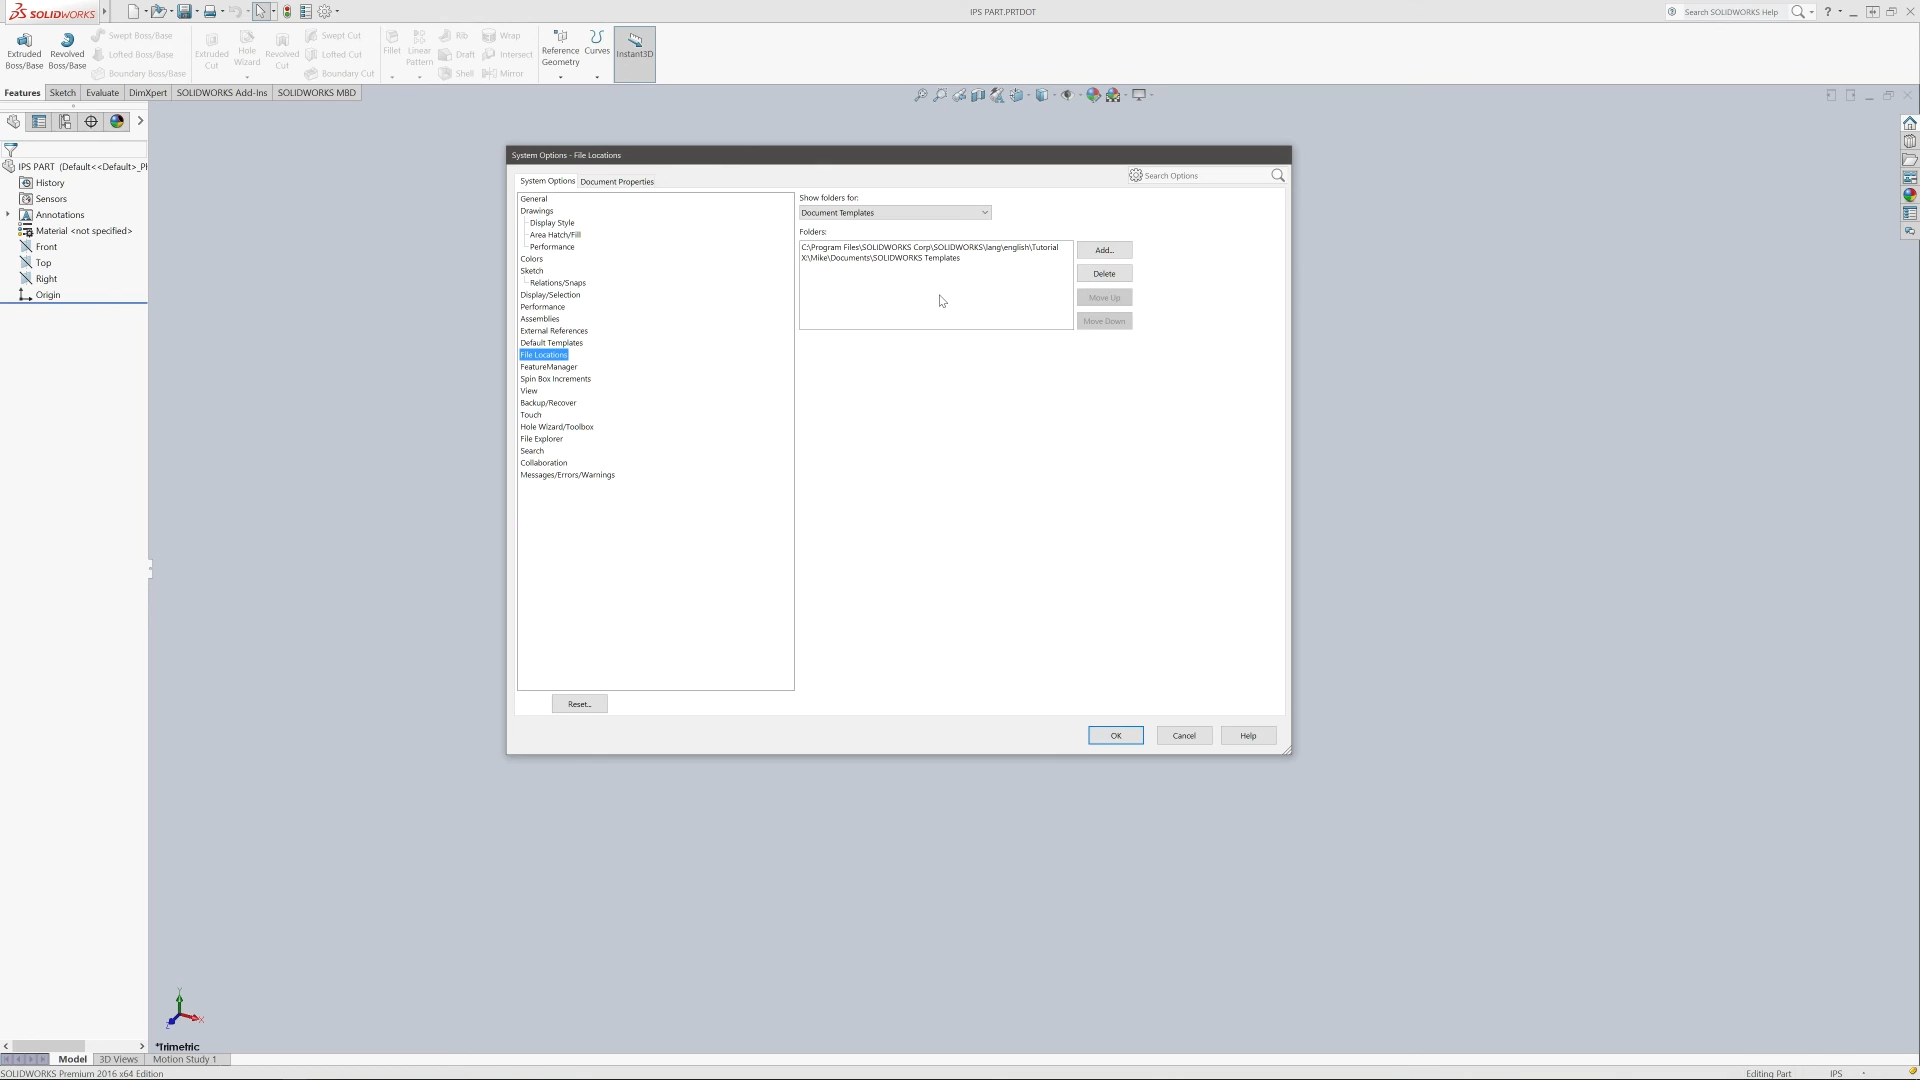 SOLIDWORKS
IPS PART.PRTDOT
Search SOLIDWORKS Help
?
Extruded Boss/Base
Revolved Boss/Base
Swept Boss/Base
Lofted Boss/Base
Boundary Boss/Base
Extruded Cut
Hole Wizard
Revolved Cut
Swept Cut
Lofted Cut
Boundary Cut
Fillet
Linear Pattern
Rib
Draft
Shell
Wrap
Intersect
Mirror
Reference Geometry
Curves
Instant3D
Features
Sketch
Evaluate
DimXpert
SOLIDWORKS Add-Ins
SOLIDWORKS MBD
IPS PART (Default<<Default>_Pl
History
Sensors
Annotations
Material <not specified>
Front
Top
Right
Origin
System Options - File Locations
System Options
Document Properties
Search Options
General
Drawings
Display Style
Area Hatch/Fill
Performance
Colors
Sketch
Relations/Snaps
Display/Selection
Performance
Assemblies
External References
Default Templates
File Locations
FeatureManager
Spin Box Increments
View
Backup/Recover
Touch
Hole Wizard/Toolbox
File Explorer
Search
Collaboration
Messages/Errors/Warnings
Reset...
Show folders for:
Document Templates
Folders:
C:\Program Files\SOLIDWORKS Corp\SOLIDWORKS\lang\english\Tutorial
X:\Mike\Documents\SOLIDWORKS Templates
Add...
Delete
Move Up
Move Down
OK
Cancel
Help
Y
X
Z
*Trimetric
Model
3D Views
Motion Study 1
SOLIDWORKS Premium 2016 x64 Edition
Editing Part
IPS